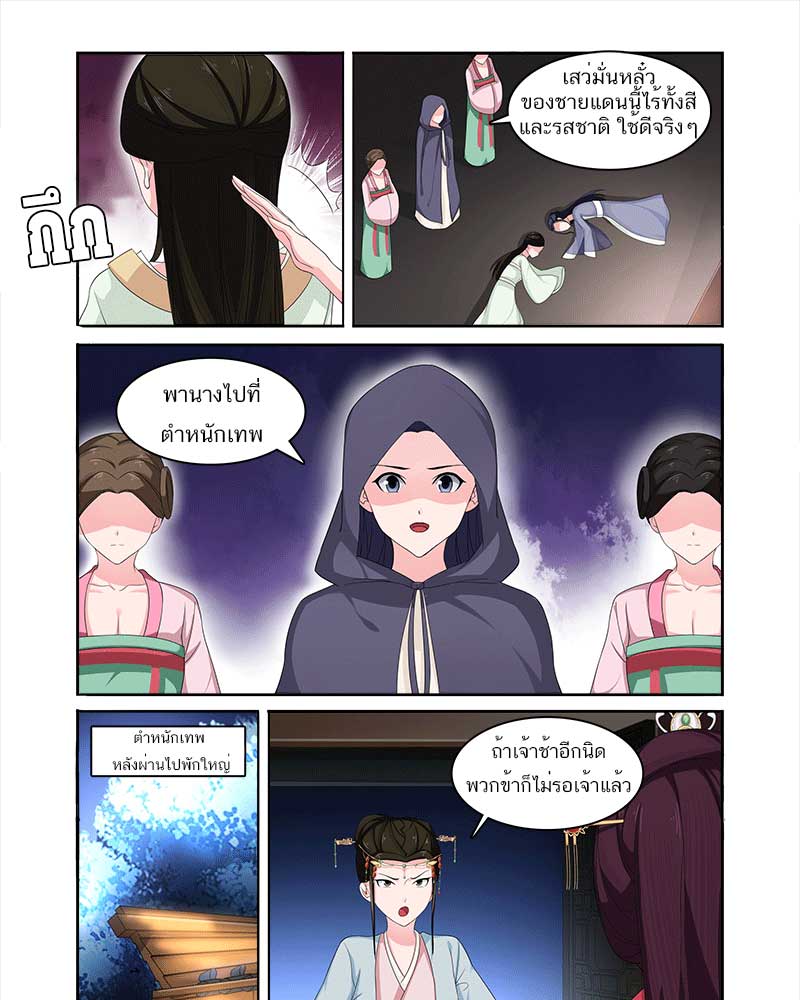 กึก
เสว่มั่นหลั๋ว
ของชายแดนนี้ไร้ทั้งสี
และรสชาติ ใช้ดีจริงๆ
พานางไปที่
ตำหนักเทพ
ตำหนักเทพ
หลังผ่านไปพักใหญ่
ถ้าเจ้าช้าอีกนิด
พวกข้าก็ไม่รอเจ้าแล้ว